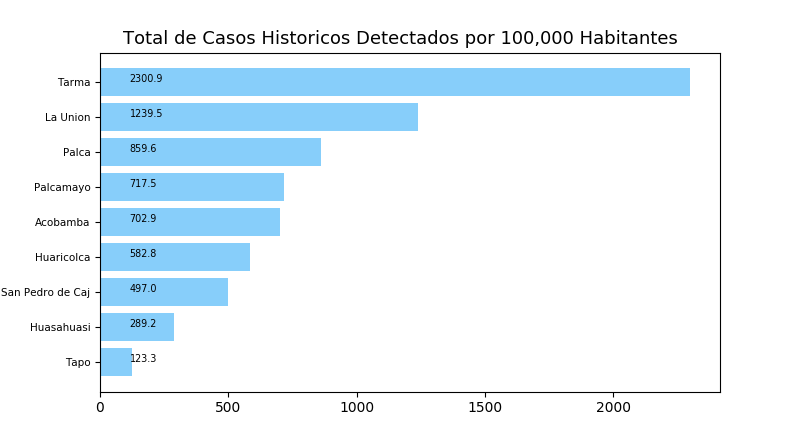 Total de Casos Historicos Detectados por 100,000 Habitantes
Tarma 2300.9
La Union 1239.5
Palca 859.6
Palcamayo 717.5
Acobamba 702.9
Huaricolca 582.8
San Pedro de Caj 497.0
Huasahuasi 289.2
Tapo 123.3
0 500 1000 1500 2000